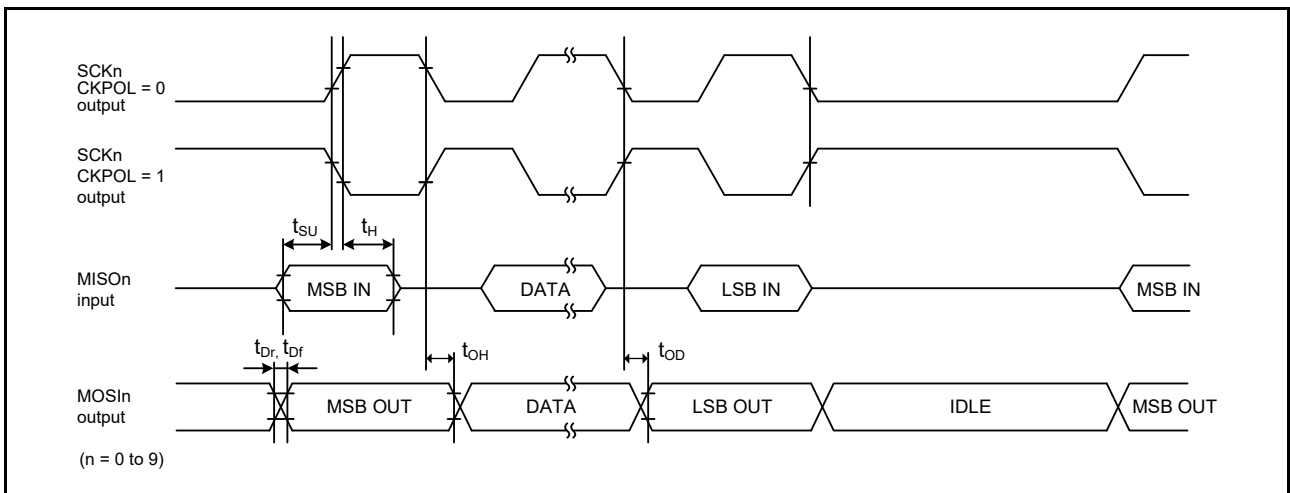 SCKn
CKPOL = 0
output
SCKn
CKPOL = 1
output
tSU
tH
MISOn
input
MSB IN
DATA
LSB IN
MSB IN
tDr, tDf
tOH
tOD
MOSIn
output
MSB OUT
DATA
LSB OUT
IDLE
MSB OUT
(n = 0 to 9)